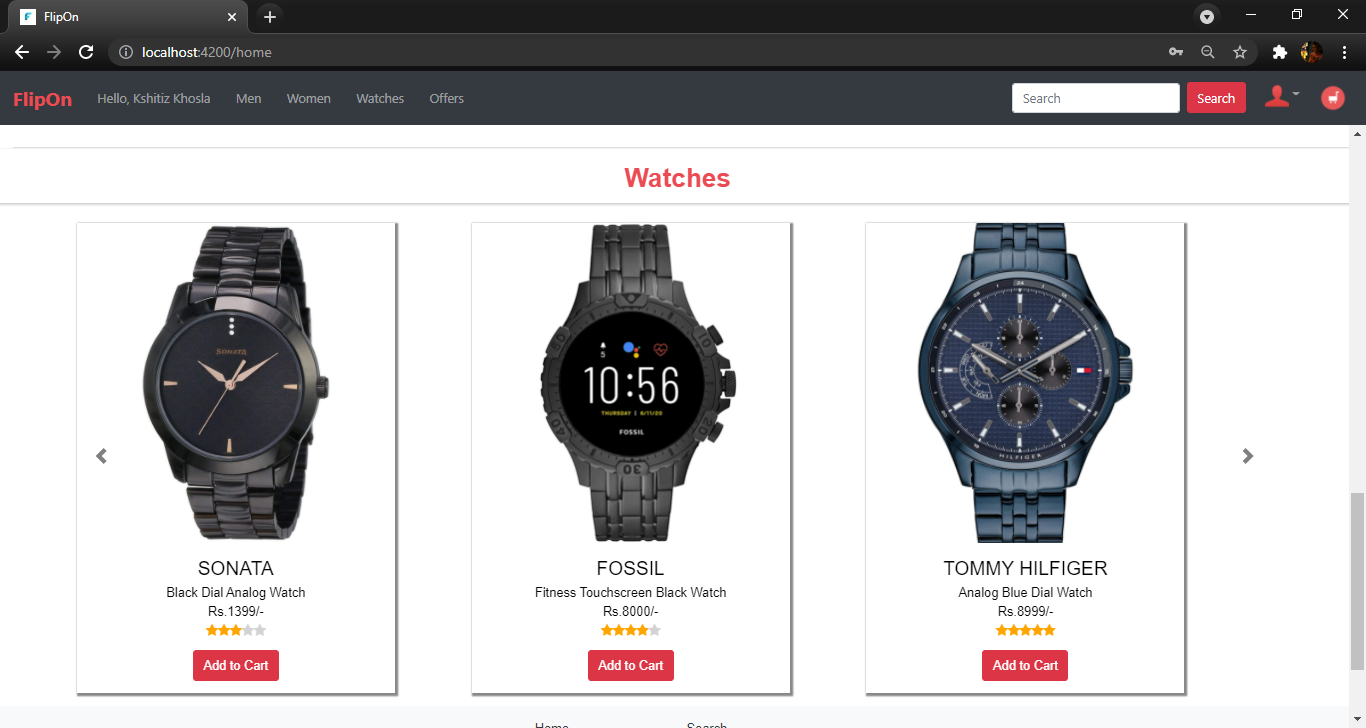 FlipOn
localhost:4200/home
FlipOn Hello, Kshitiz Khosla Men Women Watches Offers Search Search
Watches
SONATA
SONATA
Black Dial Analog Watch
Rs.1399/-
Add to Cart
5
10:56
THURSDAY | 6/11/20
FOSSIL
30
FOSSIL
Fitness Touchscreen Black Watch
Rs.8000/-
Add to Cart
HILFIGER
TOMMY HILFIGER
Analog Blue Dial Watch
Rs.8999/-
Add to Cart
Home Search